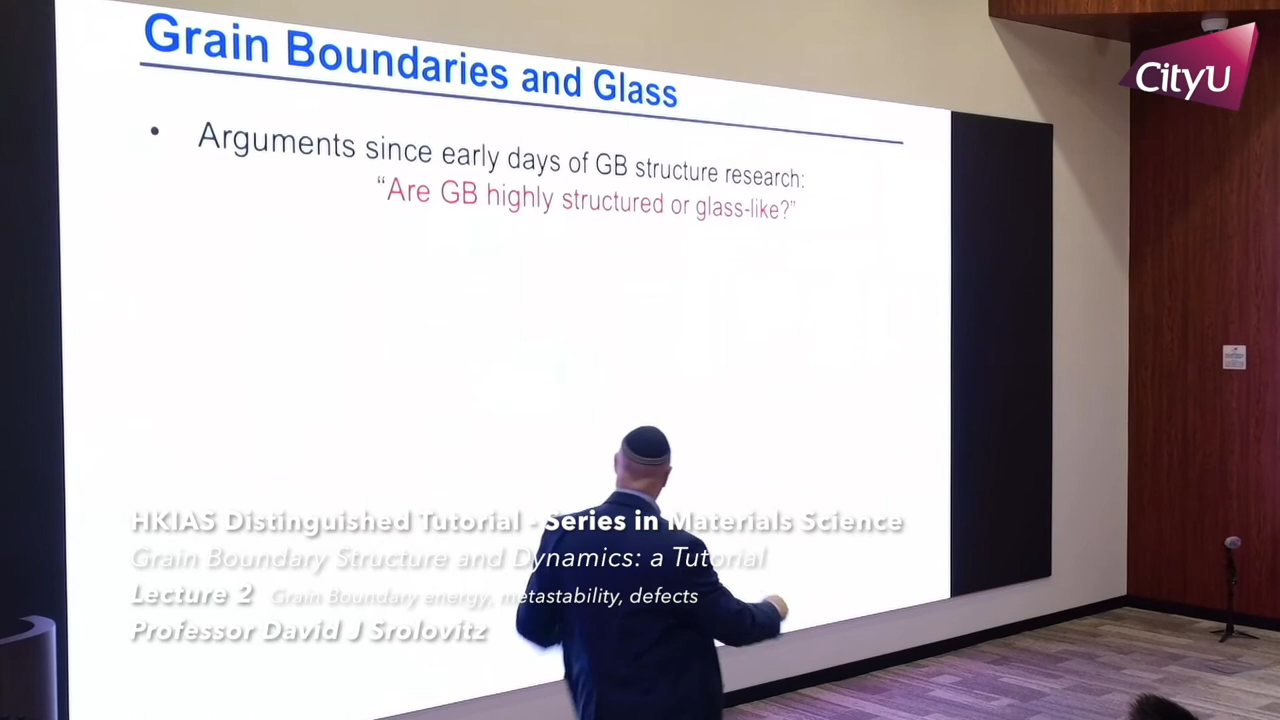 Grain Boundaries and Glass
• Arguments since early days of GB structure research:
“Are GB highly structured or glass-like?”
CityU
HKIAS Distinguished Tutorial - Series in Materials Science
Grain Boundary Structure and Dynamics: a Tutorial
Lecture 2 Grain Boundary energy, metastability, defects
Professor David J Srolovitz